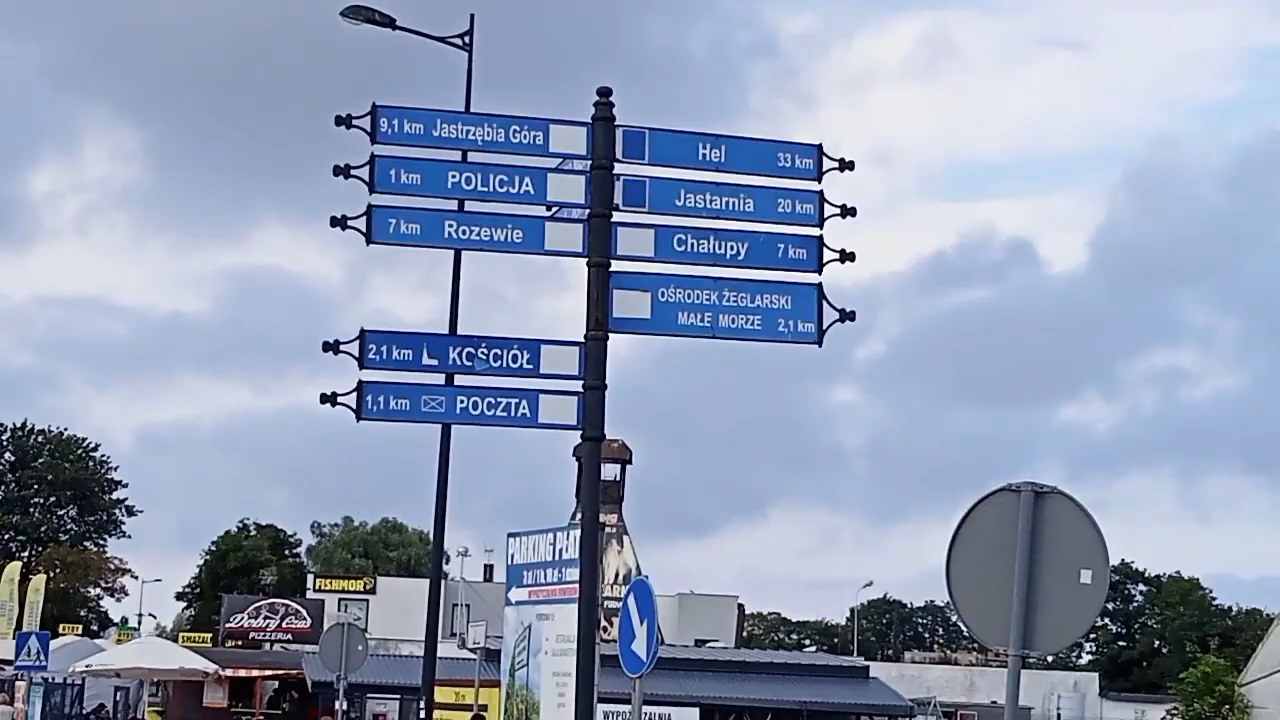 9,1 km Jastrzębia Góra
1 km POLICJA
7 km Rozewie
2,1 km KOŚCIÓŁ
1,1 km POCZTA
Hel 33 km
Jastarnia 20 km
Chałupy 7 km
OŚRODEK ŻEGLARSKI
MAŁE MORZE 2,1 km
PARKING PŁAT
FISHMOR
Dobry Czas
PIZZERIA
RYBY
SMAZAL
WYPOŻYCZALNIA